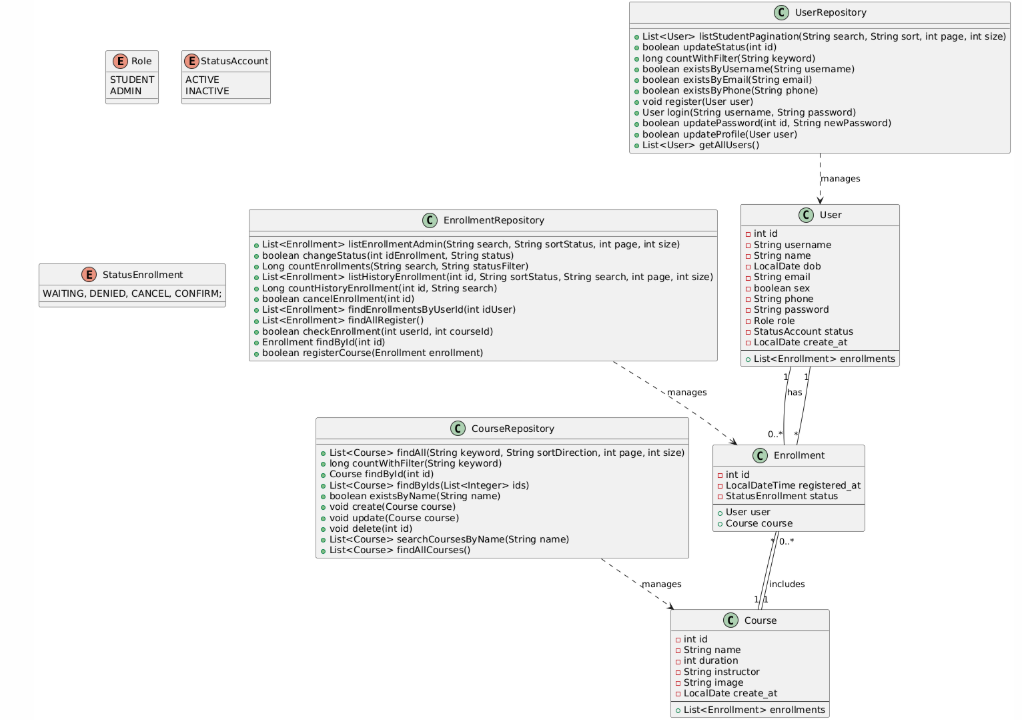 C UserRepository
List<User> listStudentPagination(String search, String sort, int page, int size)
boolean updateStatus(int id)
long countWithFilter(String keyword)
boolean existsByUsername(String username)
boolean existsByEmail(String email)
boolean existsByPhone(String phone)
void register(User user)
User login(String username, String password)
boolean updatePassword(int id, String newPassword)
boolean updateProfile(User user)
List<User> getAllUsers()
E Role
STUDENT
ADMIN
E StatusAccount
ACTIVE
INACTIVE
manages
C EnrollmentRepository
List<Enrollment> listEnrollmentAdmin(String search, String sortStatus, int page, int size)
boolean changeStatus(int idEnrollment, String status)
Long countEnrollments(String search, String statusFilter)
List<Enrollment> listHistoryEnrollment(int id, String sortStatus, String search, int page, int size)
Long countHistoryEnrollment(int id, String search)
boolean cancelEnrollment(int id)
List<Enrollment> findEnrollmentsByUserId(int idUser)
List<Enrollment> findAllRegister()
boolean checkEnrollment(int userId, int courseId)
Enrollment findById(int id)
boolean registerCourse(Enrollment enrollment)
C User
int id
String username
String name
LocalDate dob
String email
boolean sex
String phone
String password
Role role
StatusAccount status
LocalDate create_at
List<Enrollment> enrollments
E StatusEnrollment
WAITING, DENIED, CANCEL, CONFIRM;
1 1
manages
has
0..* *
C CourseRepository
List<Course> findAll(String keyword, String sortDirection, int page, int size)
long countWithFilter(String keyword)
Course findById(int id)
List<Course> findByIds(List<Integer> ids)
boolean existsByName(String name)
void create(Course course)
void update(Course course)
void delete(int id)
List<Course> searchCoursesByName(String name)
List<Course> findAllCourses()
C Enrollment
int id
LocalDateTime registered_at
StatusEnrollment status
User user
Course course
* 0..*
manages
includes
1 1
C Course
int id
String name
int duration
String instructor
String image
LocalDate create_at
List<Enrollment> enrollments